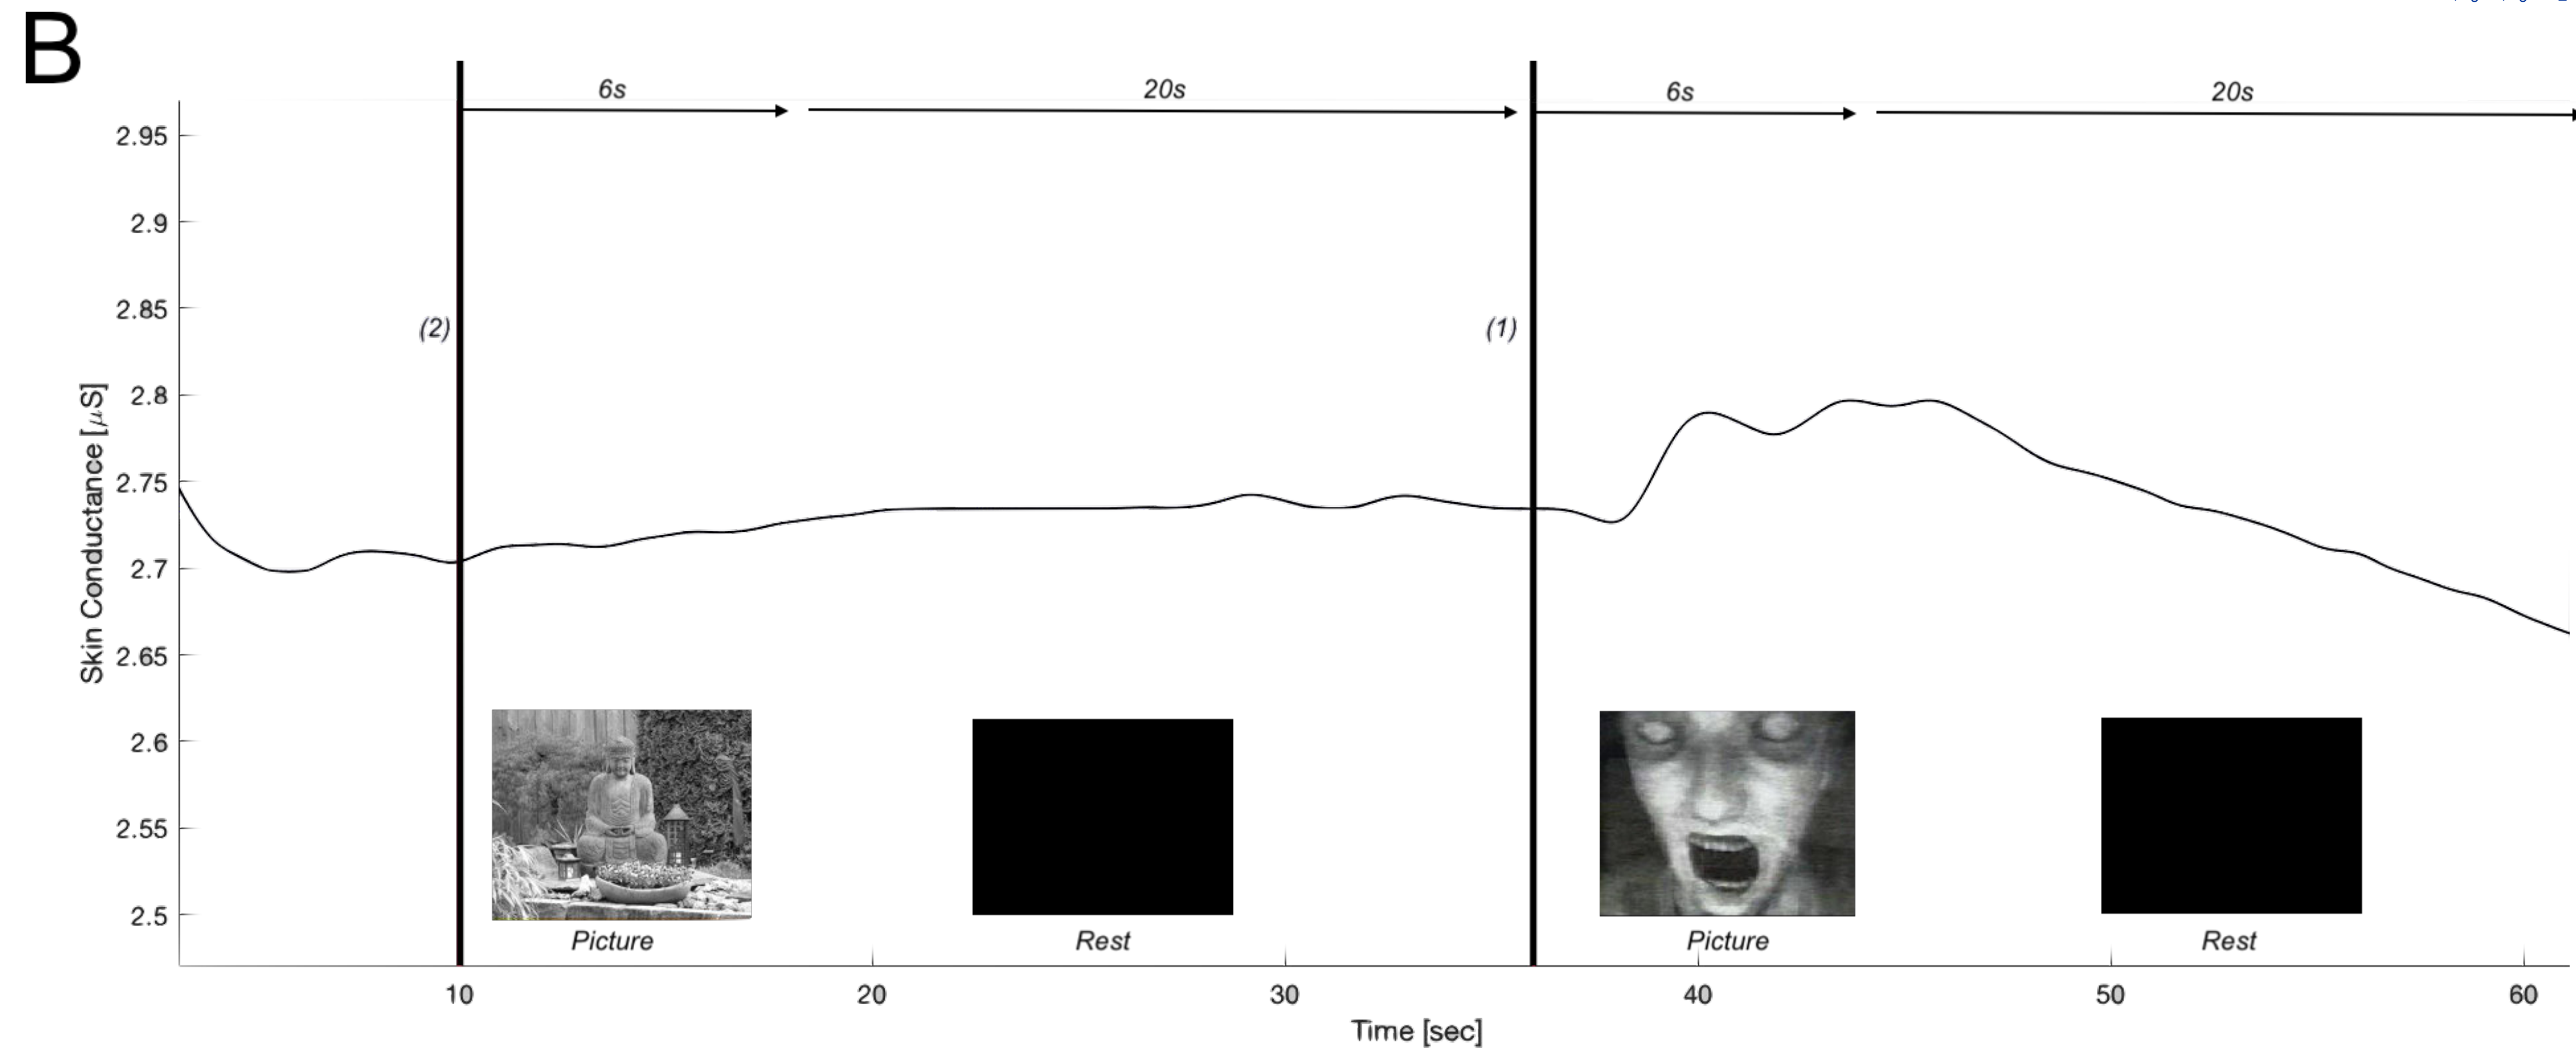 B
6s
20s
6s
20s
2.95
2.9
2.85
(2)
(1)
2.8
2.75
2.7
2.65
2.6
2.55
2.5
Skin Conductance [μS]
Picture
Rest
Picture
Rest
10
20
30
40
50
60
Time [sec]